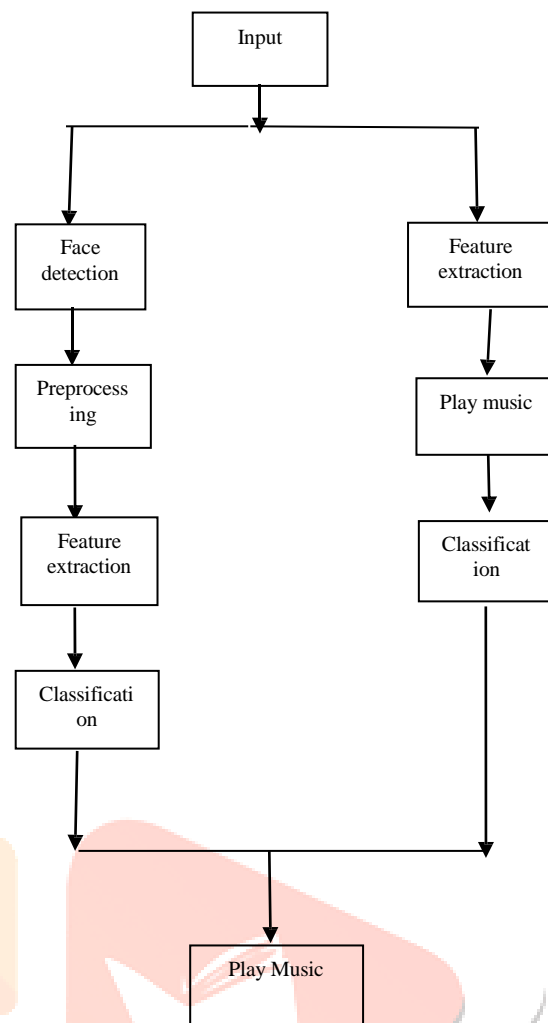 Input
Face
detection
Preprocess
ing
Feature
extraction
Classificati
on
Feature
extraction
Play music
Classificat
ion
Play Music